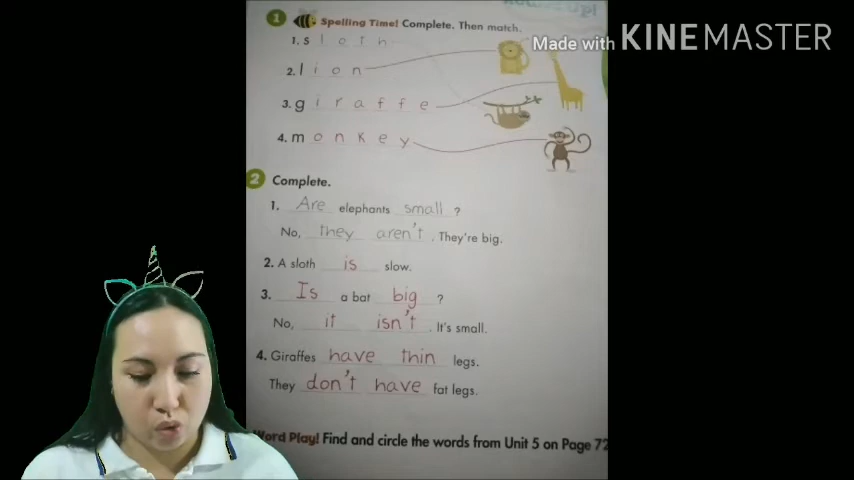 1 Spelling Time! Complete. Then match.
Made with KINEMASTER
1. s l o t h
2. l i o n
3. g i r a f f e
4. m o n k e y
2 Complete.
1. Are elephants small ?
No, they aren't . They're big.
2. A sloth is slow.
3. Is a bat big ?
No, it isn't . It's small.
4. Giraffes have thin legs.
They don't have fat legs.
Word Play! Find and circle the words from Unit 5 on Page 72